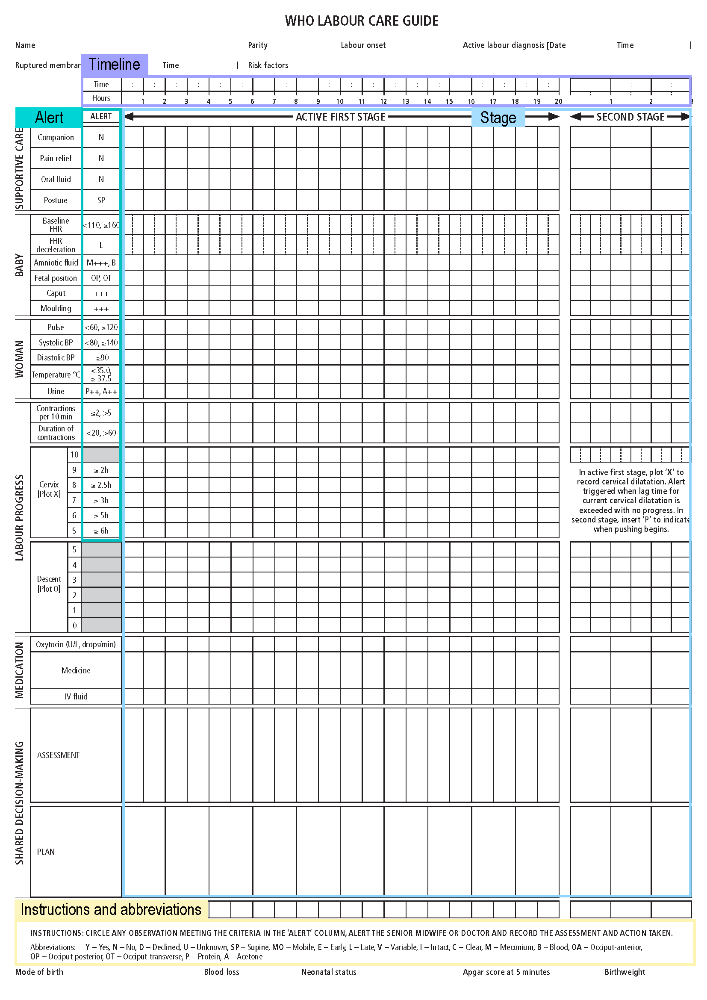 WHO LABOUR CARE GUIDE
Name Parity Labour onset Active labour diagnosis [Date Time ]
Ruptured membran Timeline Time ] Risk factors
Time : : : : : : : : : : : : : : : : : : : : : : :
Hours 1 2 3 4 5 6 7 8 9 10 11 12 13 14 15 16 17 18 19 20 1 2 3
Alert ALERT ACTIVE FIRST STAGE Stage SECOND STAGE
SUPPORTIVE CARE
Companion N
Pain relief N
Oral fluid N
Posture SP
BABY
Baseline
FHR <110, ≥160
FHR
deceleration L
Amniotic fluid M+++, B
Fetal position OP, OT
Caput +++
Moulding +++
WOMAN
Pulse <60, ≥120
Systolic BP <80, ≥140
Diastolic BP ≥90
Temperature °C <35.0,
≥ 37.5
Urine P++, A++
LABOUR PROGRESS
Contractions
per 10 min ≤2, >5
Duration of
contractions <20, >60
Cervix
[Plot X]
10
9 ≥ 2h
8 ≥ 2.5h
7 ≥ 3h
6 ≥ 5h
5 ≥ 6h
In active first stage, plot ‘X’ to
record cervical dilatation. Alert
triggered when lag time for
current cervical dilatation is
exceeded with no progress. In
second stage, insert ‘P’ to indicate
when pushing begins.
Descent
[Plot O]
5
4
3
2
1
0
MEDICATION
Oxytocin (U/L, drops/min)
Medicine
IV fluid
SHARED DECISION-MAKING
ASSESSMENT
PLAN
Instructions and abbreviations
INSTRUCTIONS: CIRCLE ANY OBSERVATION MEETING THE CRITERIA IN THE ‘ALERT’ COLUMN, ALERT THE SENIOR MIDWIFE OR DOCTOR AND RECORD THE ASSESSMENT AND ACTION TAKEN.
Abbreviations: Y – Yes, N – No, D – Declined, U – Unknown, SP – Supine, MO – Mobile, E – Early, L – Late, V – Variable, I – Intact, C – Clear, M – Meconium, B – Blood, OA – Occiput-anterior,
OP – Occiput-posterior, OT – Occiput-transverse, P – Protein, A – Acetone
Mode of birth Blood loss Neonatal status Apgar score at 5 minutes Birthweight